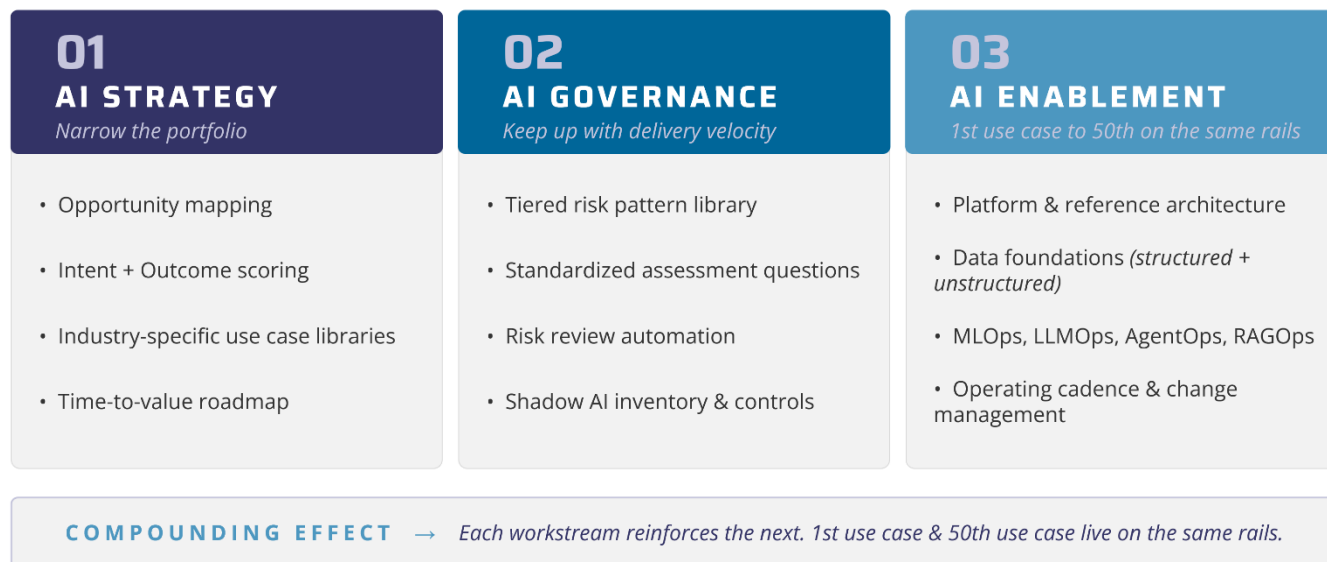 01
AI STRATEGY
Narrow the portfolio
• Opportunity mapping
• Intent + Outcome scoring
• Industry-specific use case libraries
• Time-to-value roadmap
02
AI GOVERNANCE
Keep up with delivery velocity
• Tiered risk pattern library
• Standardized assessment questions
• Risk review automation
• Shadow AI inventory & controls
03
AI ENABLEMENT
1st use case to 50th on the same rails
• Platform & reference architecture
• Data foundations (structured +
unstructured)
• MLOps, LLMOps, AgentOps, RAGOps
• Operating cadence & change
management
COMPOUNDING EFFECT → Each workstream reinforces the next. 1st use case & 50th use case live on the same rails.